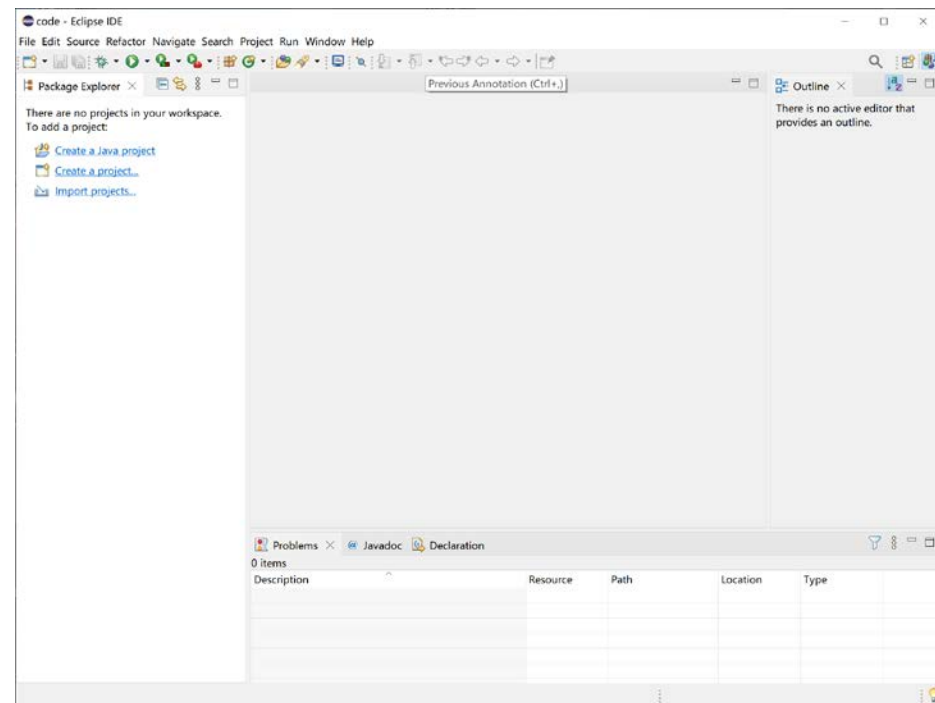 code - Eclipse IDE
File Edit Source Refactor Navigate Search Project Run Window Help
Previous Annotation (Ctrl+,)
Package Explorer
Outline
There are no projects in your workspace.
To add a project:
Create a Java project
Create a project...
Import projects...
There is no active editor that
provides an outline.
Problems
Javadoc
Declaration
0 items
Description Resource Path Location Type